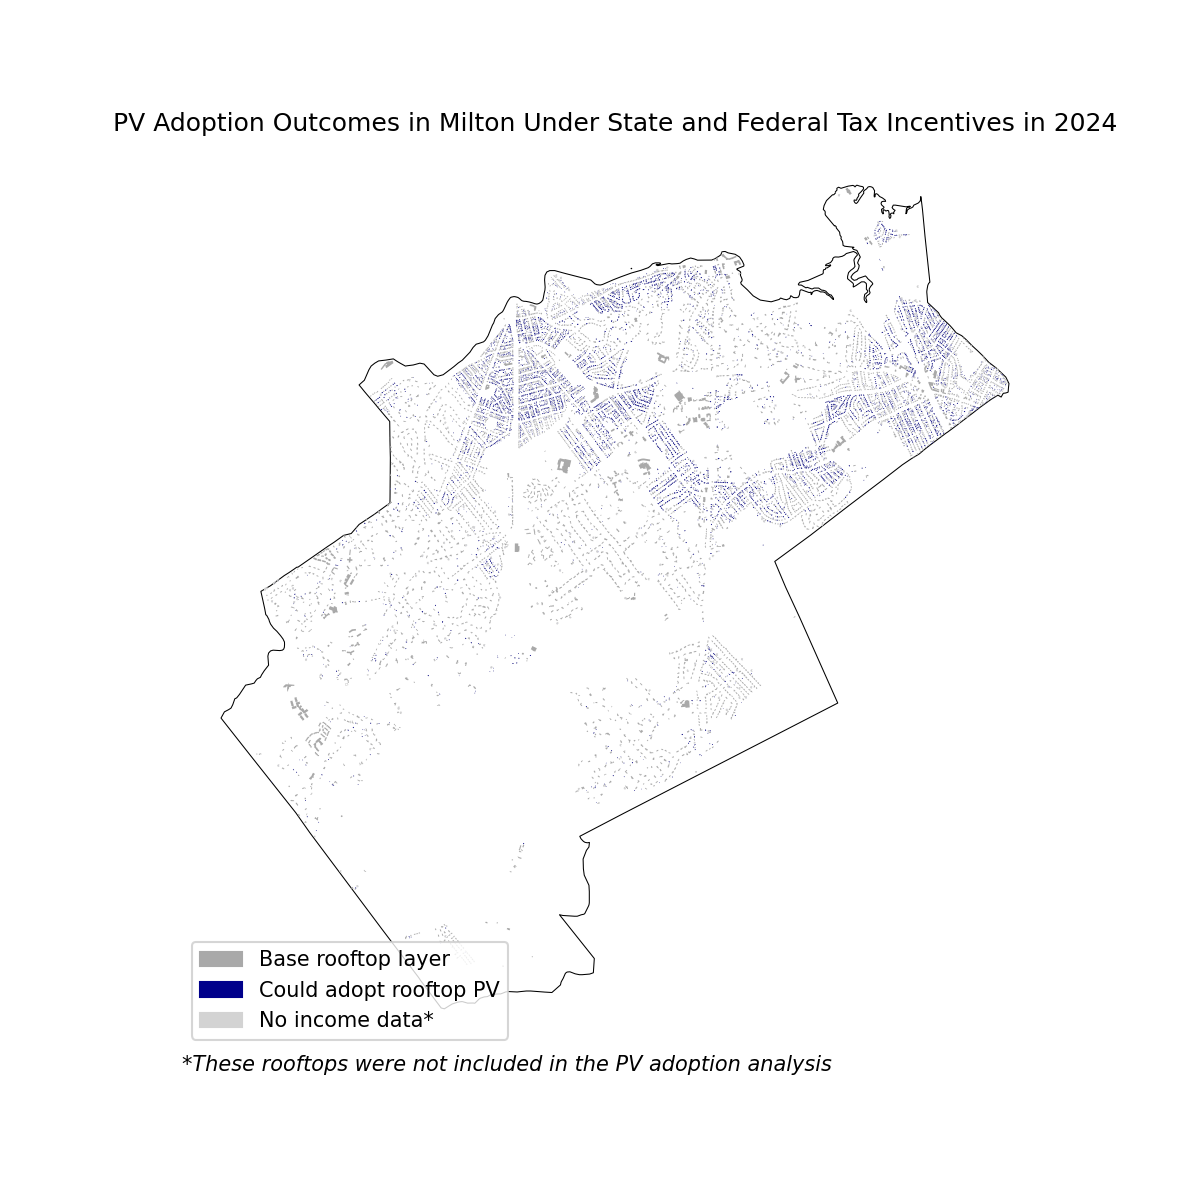 PV Adoption Outcomes in Milton Under State and Federal Tax Incentives in 2024
Base rooftop layer
Could adopt rooftop PV
No income data*
*These rooftops were not included in the PV adoption analysis